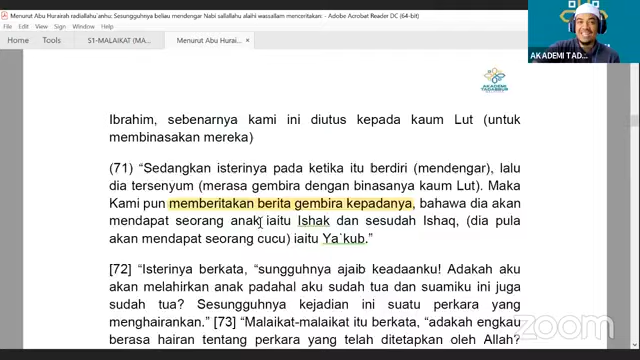 Menurut Abu Hurairah radiallahu'anhu: Sesungguhnya beliau mendengar Nabi sallallahu alaihi wassallam menceritakan: - Adobe Acrobat Reader DC (64-bit)
File Edit View Sign Window Help
Home Tools S1-MALAIKAT (MA... Menurut Abu Hurai... ×
AKADEMI TAD...
AKADEMI
TADABBUR
Ibrahim, sebenarnya kami ini diutus kepada kaum Lut (untuk
membinasakan mereka)
(71) “Sedangkan isterinya pada ketika itu berdiri (mendengar), lalu
dia tersenyum (merasa gembira dengan binasanya kaum Lut). Maka
Kami pun memberitakan berita gembira kepadanya, bahawa dia akan
mendapat seorang anak iaitu Ishak dan sesudah Ishaq, (dia pula
akan mendapat seorang cucu) iaitu Ya`kub.”
[72] “Isterinya berkata, “sungguhnya ajaib keadaanku! Adakah aku
akan melahirkan anak padahal aku sudah tua dan suamiku ini juga
sudah tua? Sesungguhnya kejadian ini suatu perkara yang
menghairankan.” [73] “Malaikat-malaikat itu berkata, “adakah engkau
berasa hairan tentang perkara yang telah ditetapkan oleh Allah?
zoom